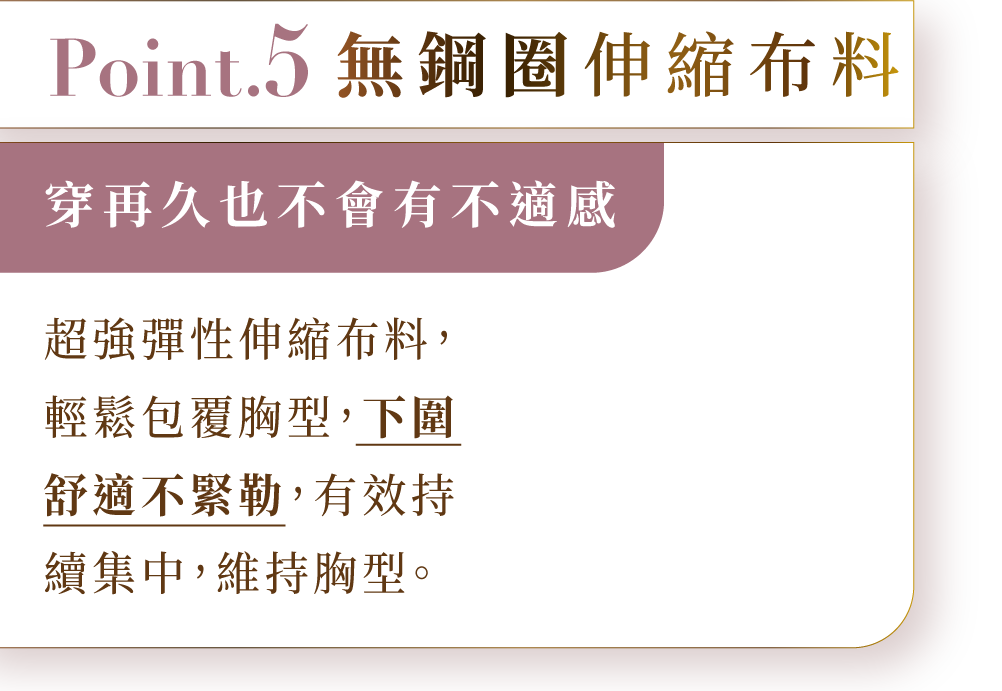 Point.5 無鋼圈伸縮布料
穿再久也不會有不適感
超強彈性伸縮布料，
輕鬆包覆胸型，下圍
舒適不緊勒，有效持
續集中，維持胸型。